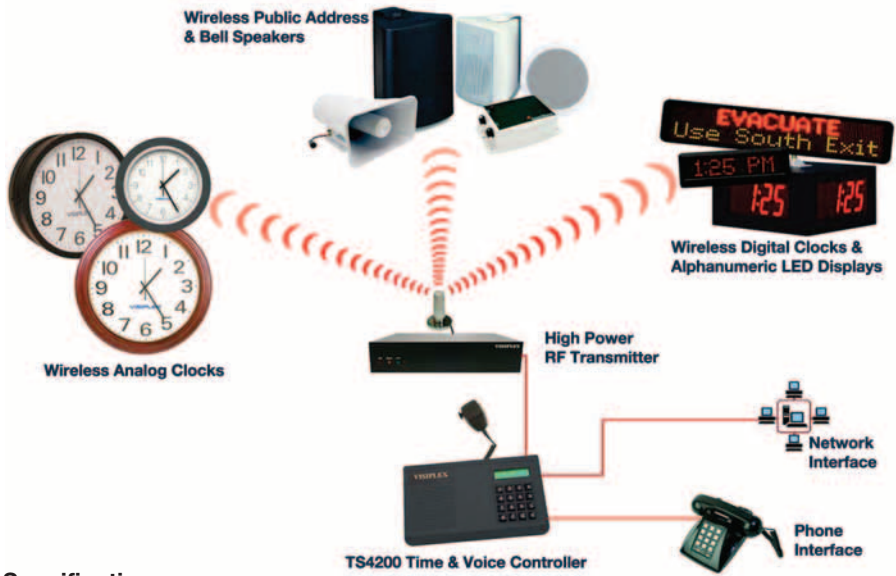 Wireless Public Address
& Bell Speakers
EVACUATE
Use South Exit
1:25 PM
1:25
1:25
VISIPLEX
Wireless Digital Clocks &
Alphanumeric LED Displays
Wireless Analog Clocks
VISIPLEX
High Power
RF Transmitter
VISIPLEX
Network
Interface
Phone
Interface
TS4200 Time & Voice Controller